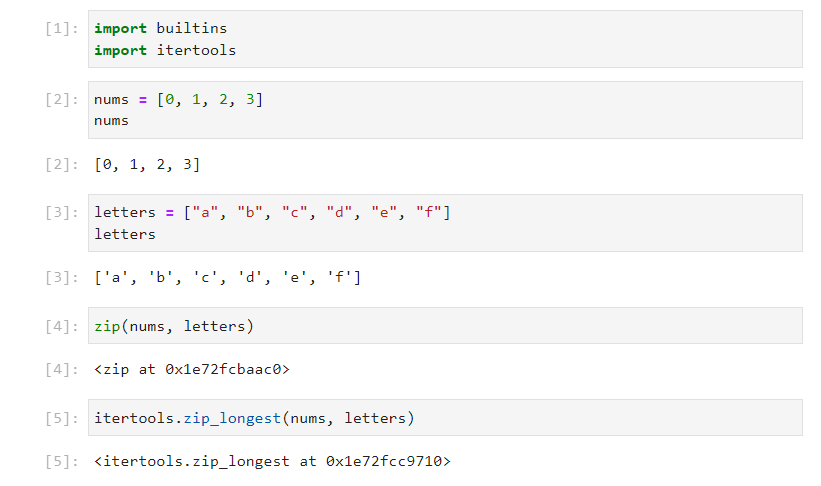 [1]: import builtins
import itertools
[2]: nums = [0, 1, 2, 3]
nums
[2]: [0, 1, 2, 3]
[3]: letters = ["a", "b", "c", "d", "e", "f"]
letters
[3]: ['a', 'b', 'c', 'd', 'e', 'f']
[4]: zip(nums, letters)
[4]: <zip at 0x1e72fcbaac0>
[5]: itertools.zip_longest(nums, letters)
[5]: <itertools.zip_longest at 0x1e72fcc9710>